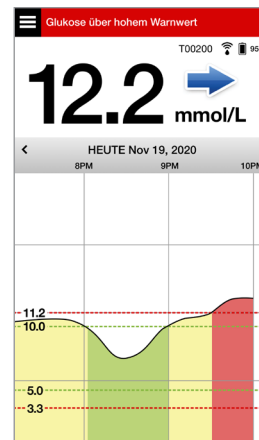 Glukose über hohem Warnwert
T00200 95
12.2
mmol/L
< HEUTE Nov 19, 2020
8PM 9PM 10PM
11.2
10.0
5.0
3.3